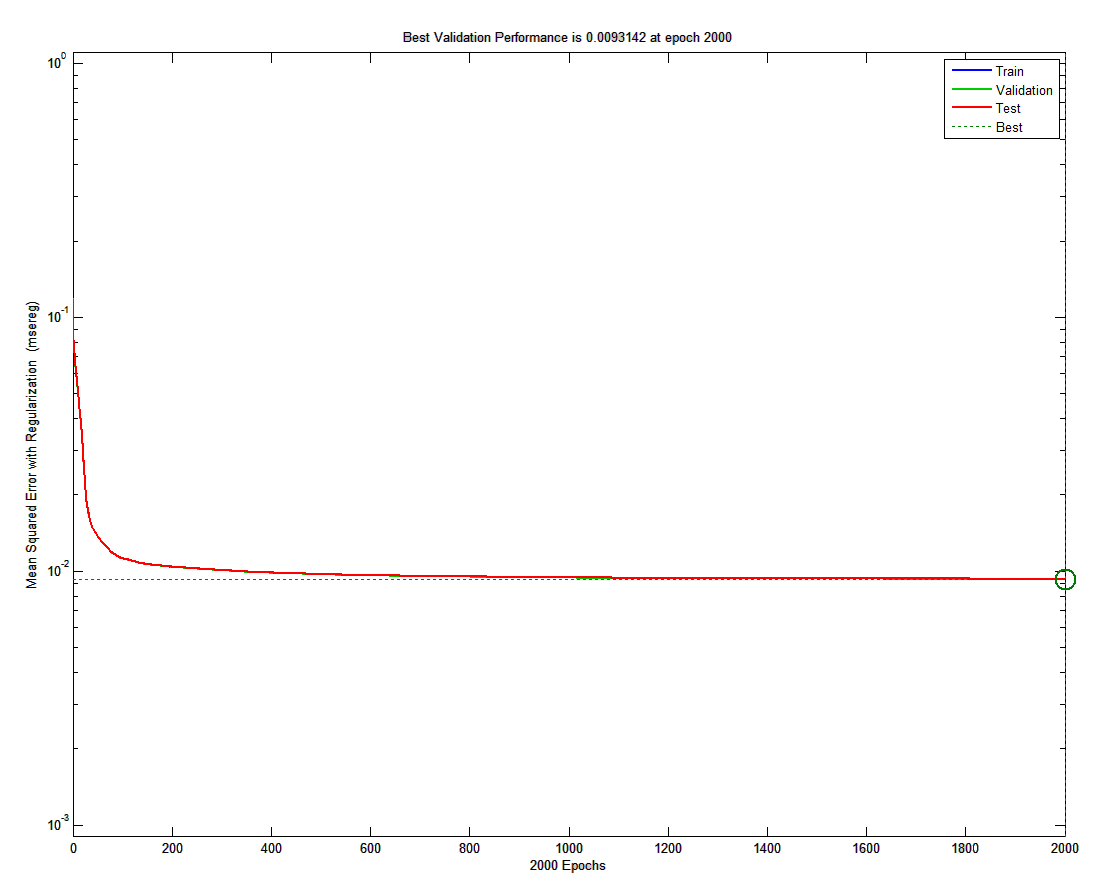 Best Validation Performance is 0.0093142 at epoch 2000
Train
Validation
Test
Best
Mean Squared Error with Regularization (msereg)
10^0
10^-1
10^-2
10^-3
0 200 400 600 800 1000 1200 1400 1600 1800 2000
2000 Epochs